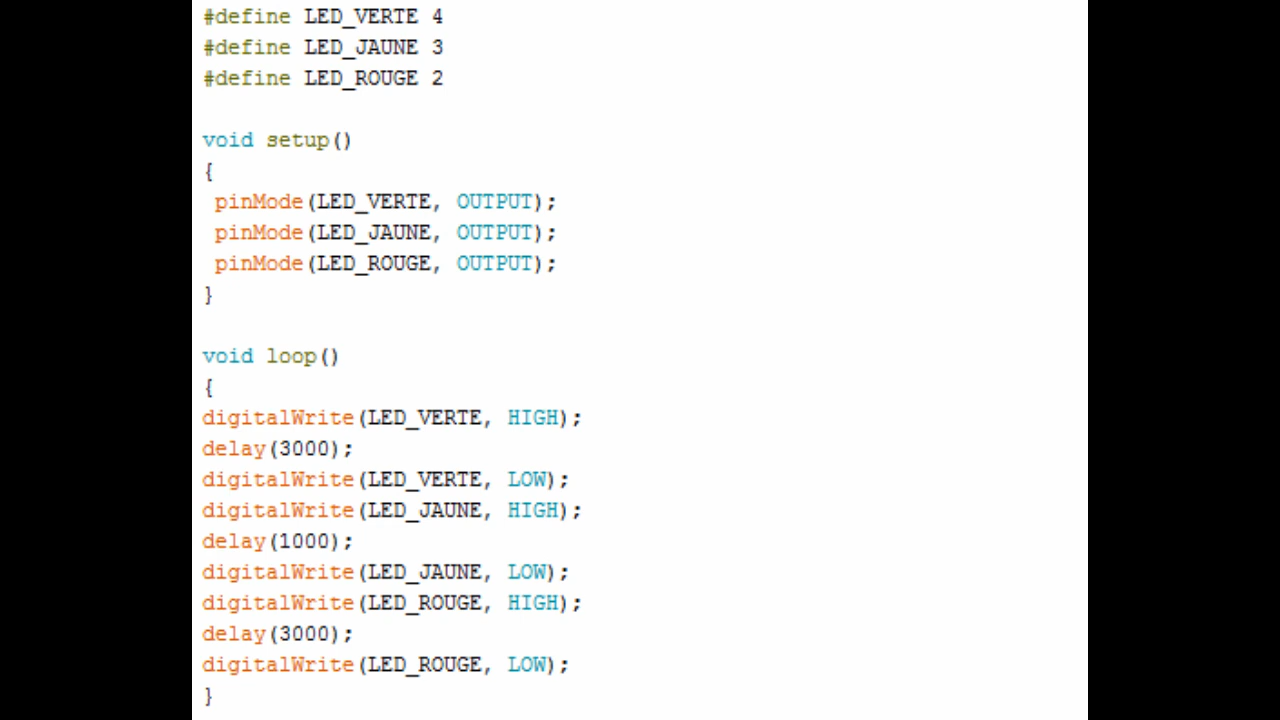 #define LED_VERTE 4
#define LED_JAUNE 3
#define LED_ROUGE 2
void setup()
{
pinMode(LED_VERTE, OUTPUT);
pinMode(LED_JAUNE, OUTPUT);
pinMode(LED_ROUGE, OUTPUT);
}
void loop()
{
digitalWrite(LED_VERTE, HIGH);
delay(3000);
digitalWrite(LED_VERTE, LOW);
digitalWrite(LED_JAUNE, HIGH);
delay(1000);
digitalWrite(LED_JAUNE, LOW);
digitalWrite(LED_ROUGE, HIGH);
delay(3000);
digitalWrite(LED_ROUGE, LOW);
}